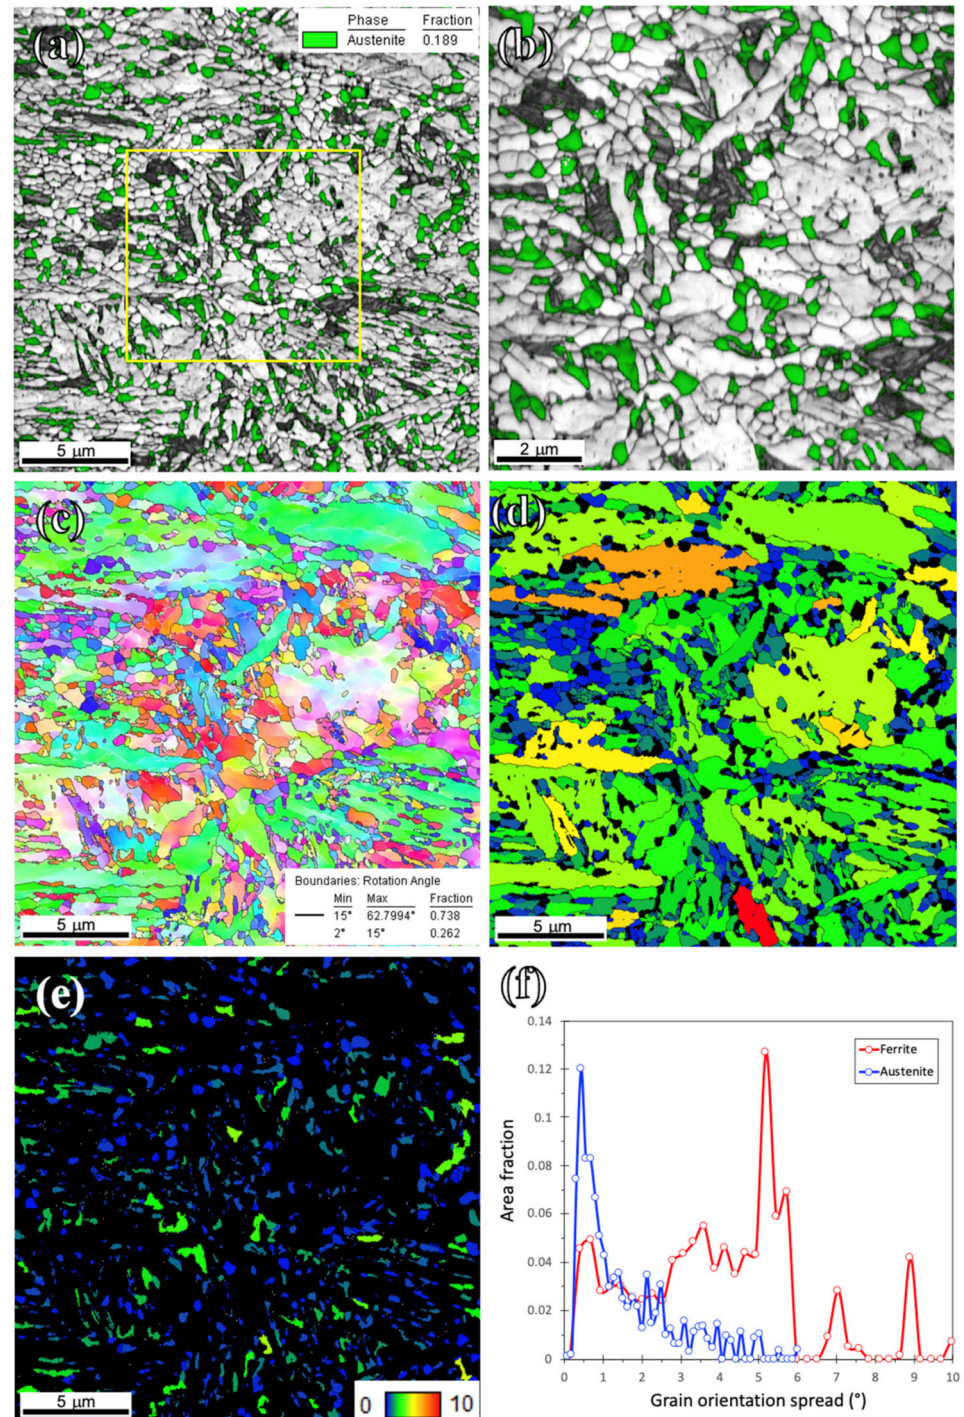 (a)
Phase Fraction
Austenite 0.189
5 µm
(b)
2 µm
(c)
Boundaries: Rotation Angle
Min Max Fraction
15° 62.7994° 0.738
2° 15° 0.262
5 µm
(d)
5 µm
(e)
5 µm
0 10
(f)
0.14
0.12
0.1
0.08
0.06
0.04
0.02
0
Area fraction
Ferrite
Austenite
0 1 2 3 4 5 6 7 8 9 10
Grain orientation spread (°)